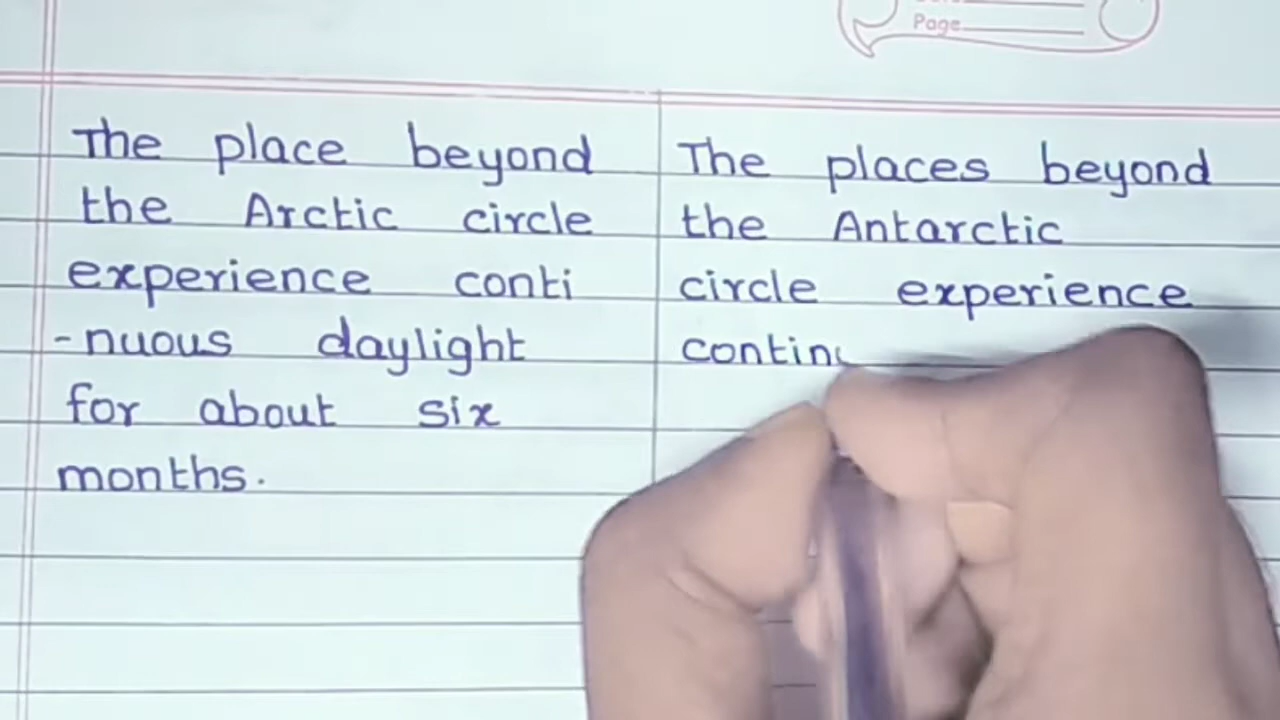 Page
The place beyond
the Arctic circle
experience conti
-nuous daylight
for about six
months.
The places beyond
the Antarctic
circle experience
continu